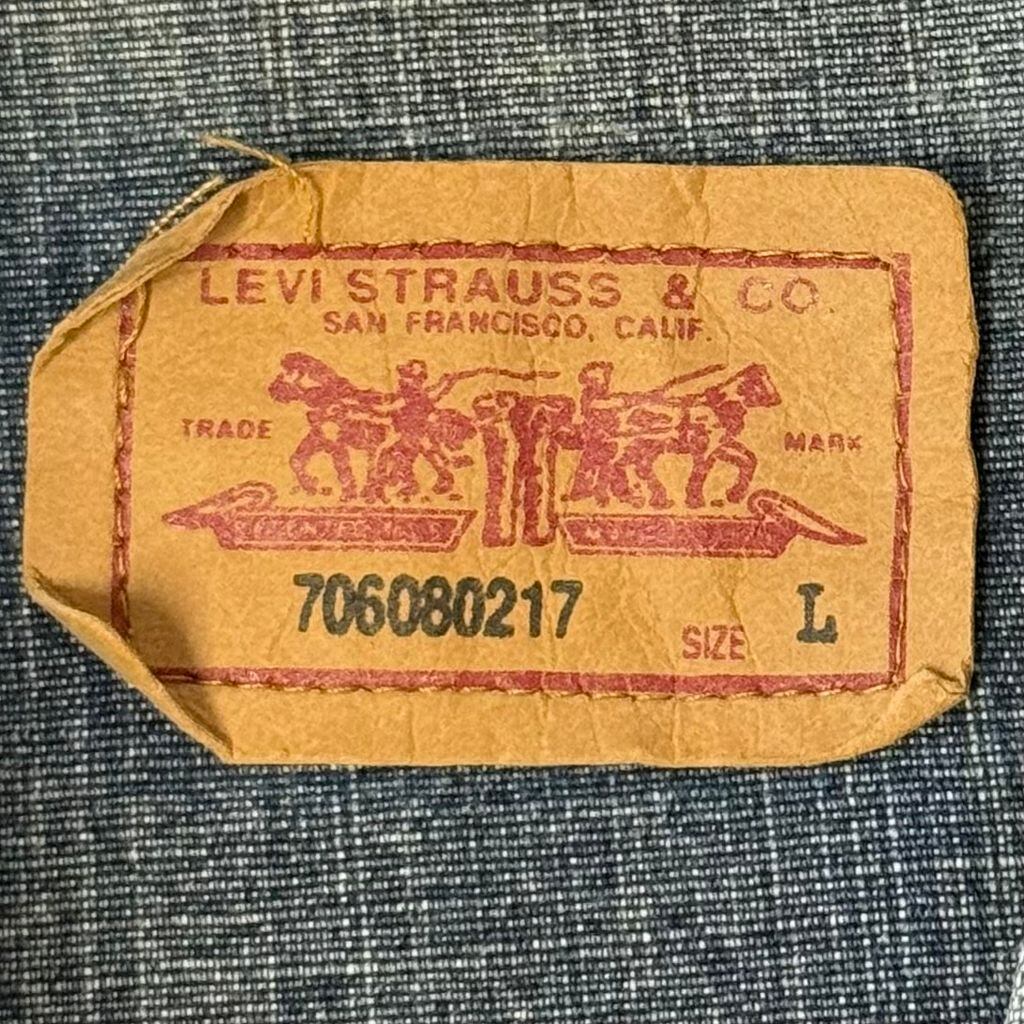 LEVI STRAUSS & CO.
SAN FRANCISCO, CALIF.
TRADE MARK
706080217 SIZE L